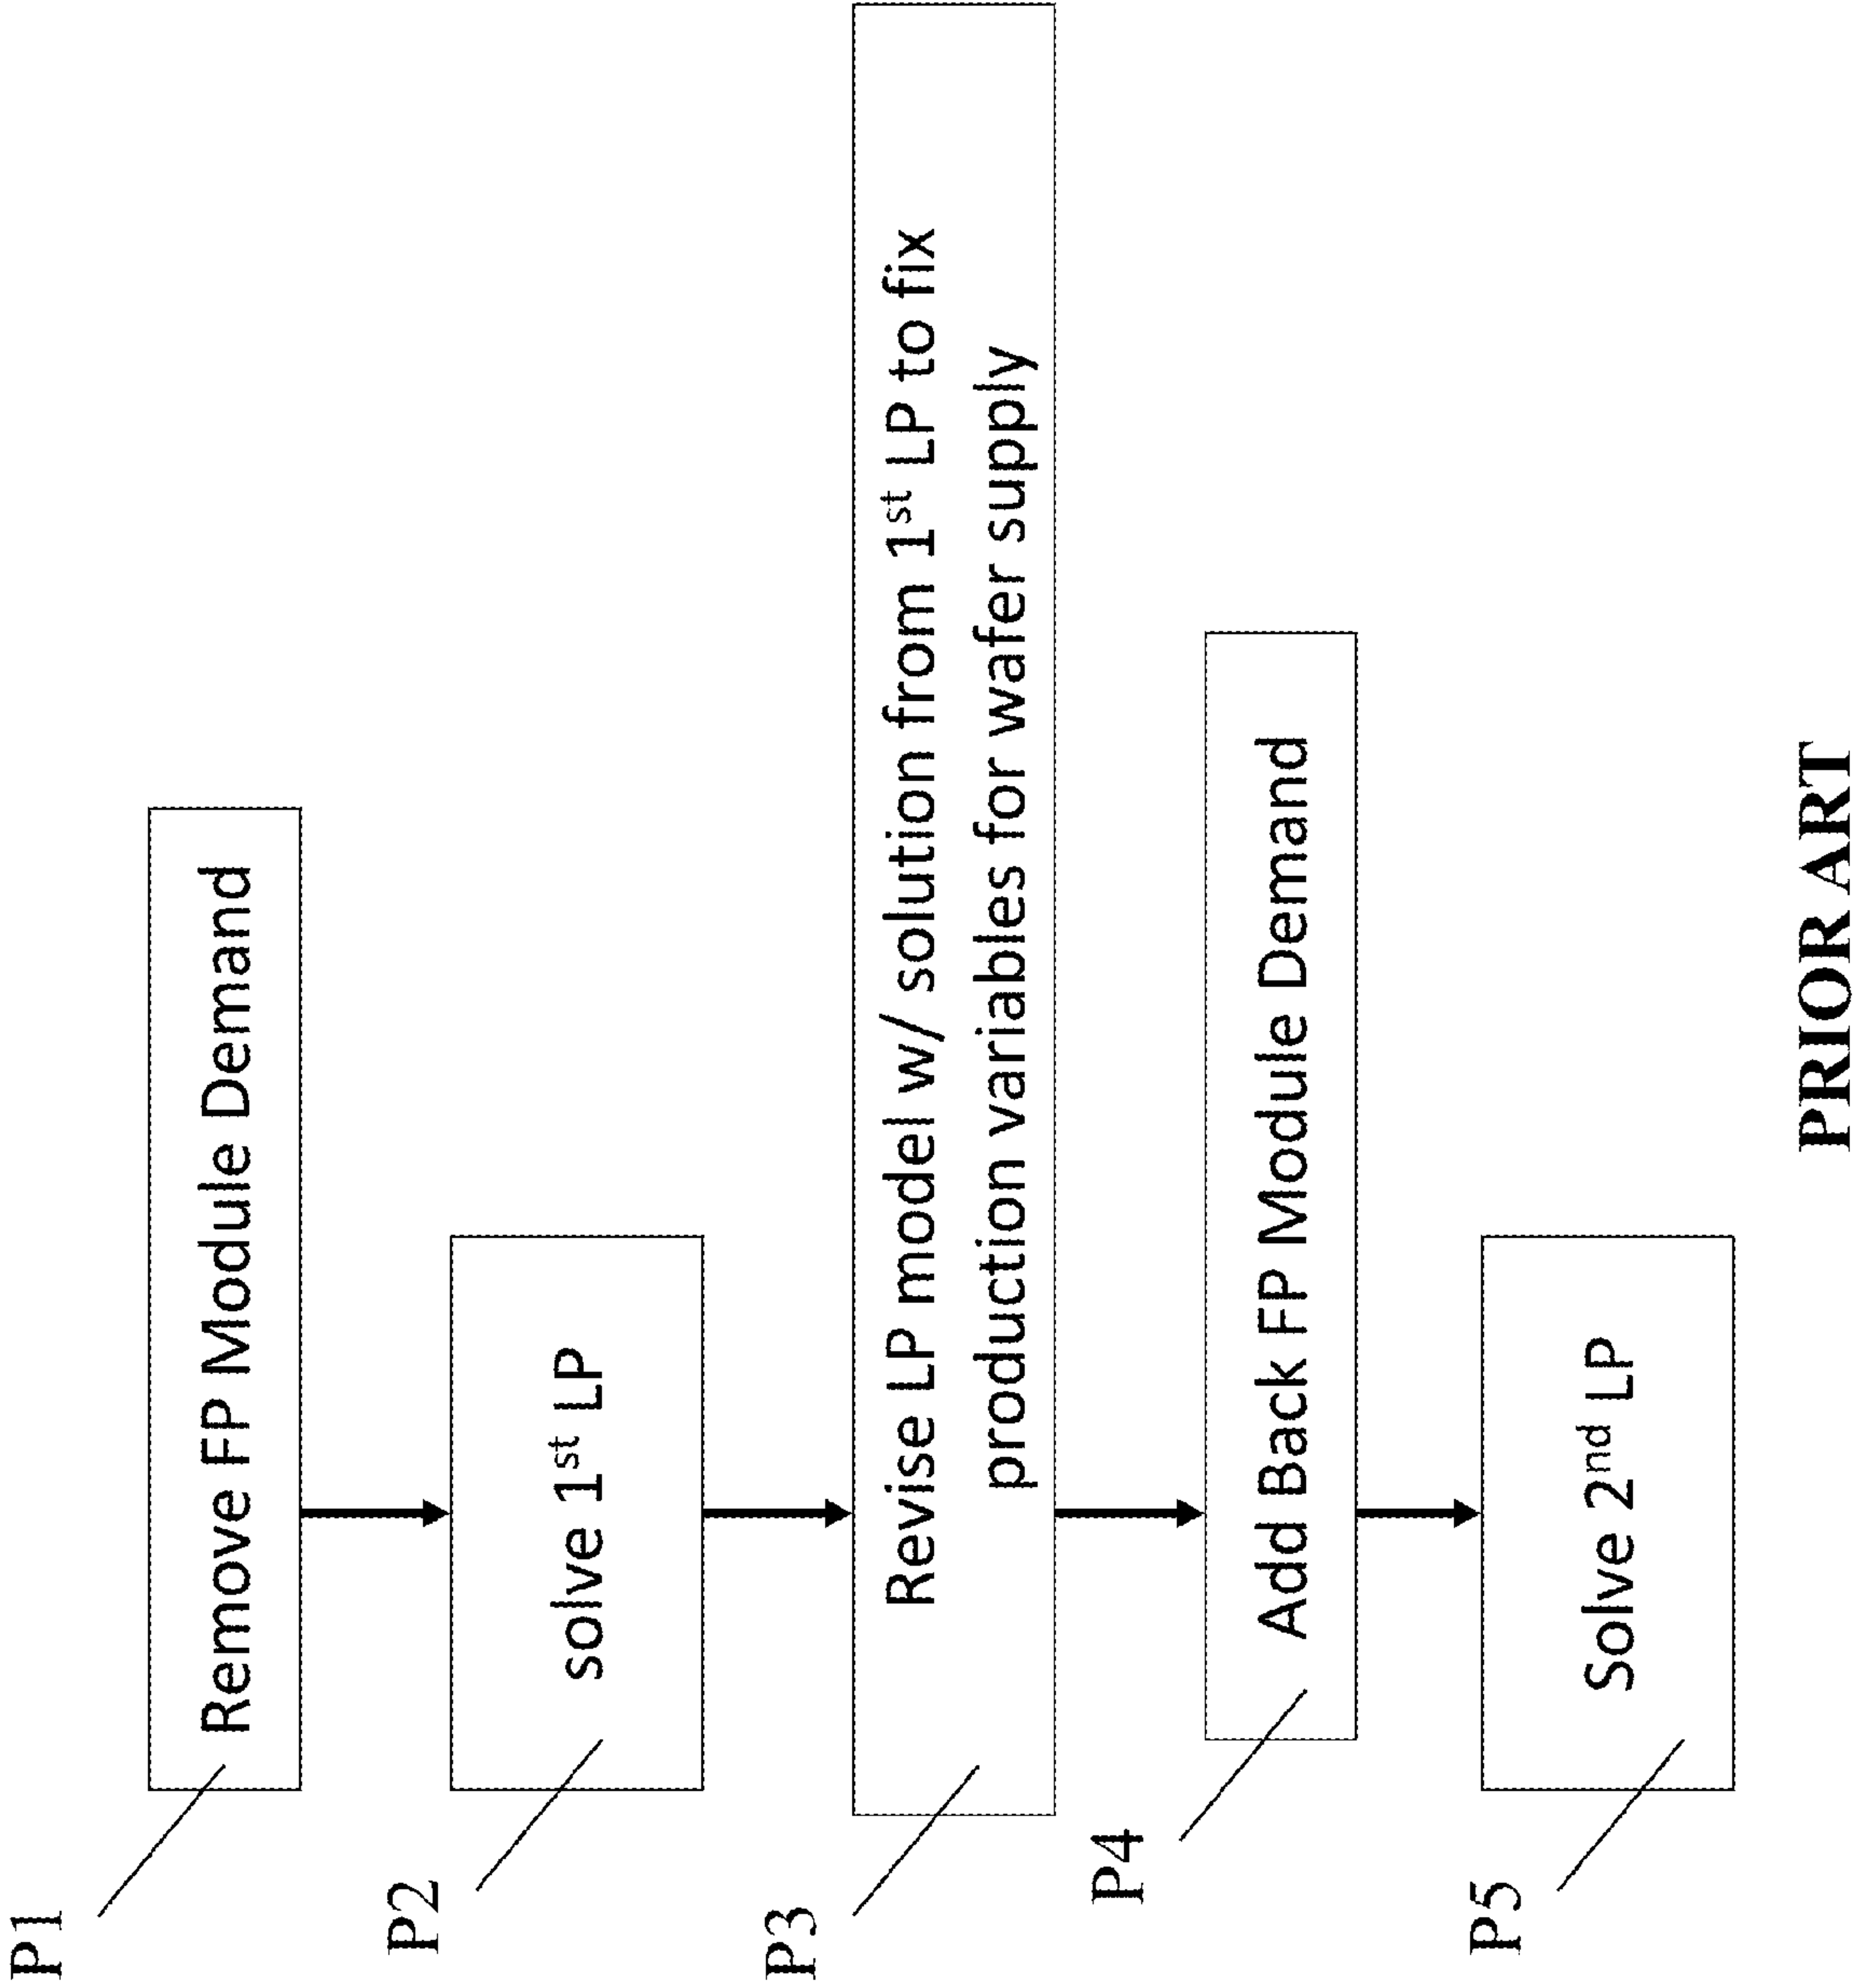 P1
Remove FP Module Demand
P2
solve 1st LP
P3
Revise LP model w/ solution from 1st LP to fix
production variables for wafer supply
P4
Add Back FP Module Demand
P5
Solve 2nd LP
PRIOR ART